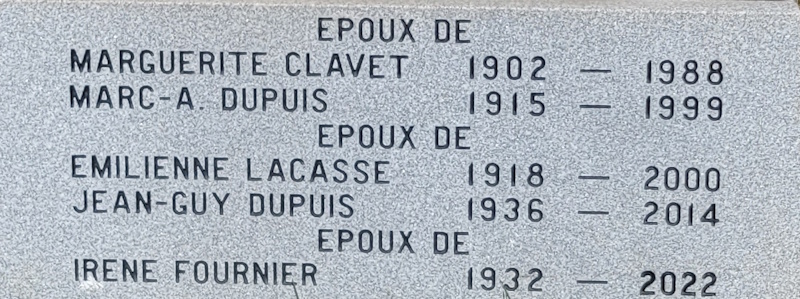 EPOUX DE
MARGUERITE CLAVET 1902 — 1988
MARC-A. DUPUIS 1915 — 1999
EPOUX DE
EMILIENNE LACASSE 1918 — 2000
JEAN-GUY DUPUIS 1936 — 2014
EPOUX DE
IRENE FOURNIER 1932 — 2022